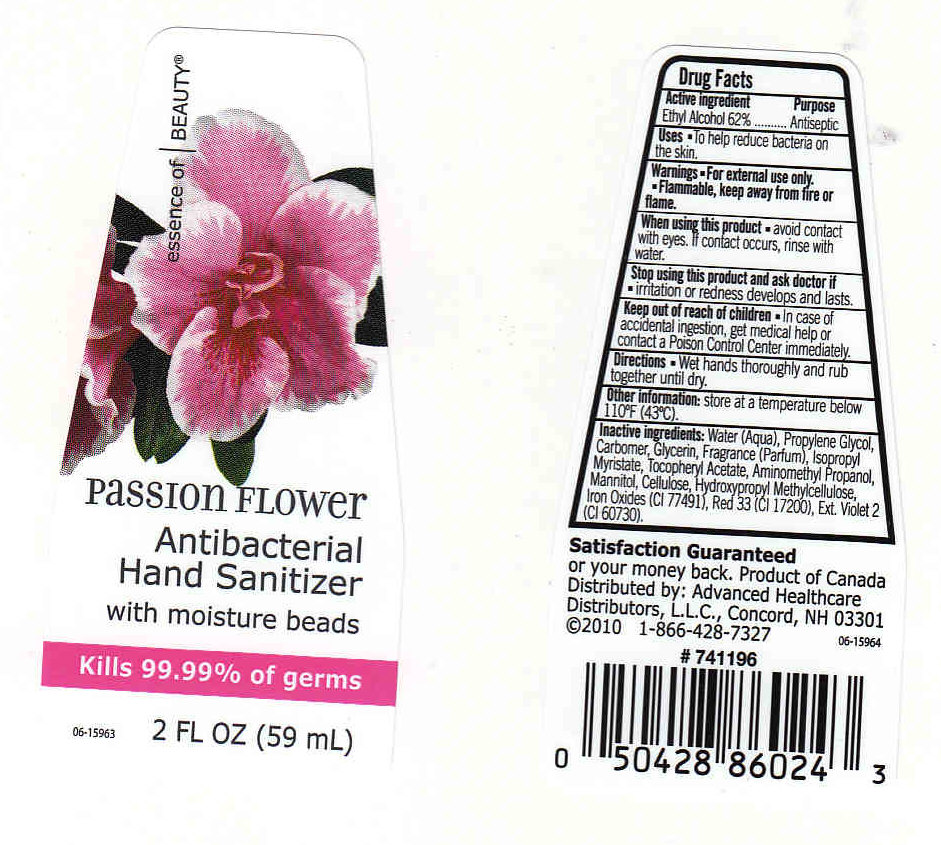 essence of | BEAUTY®
PASSION FLOWER
Antibacterial
Hand Sanitizer
with moisture beads
Kills 99.99% of germs
06-15963
2 FL OZ (59 mL)
Drug Facts
Active ingredient Purpose
Ethyl Alcohol 62% .......... Antiseptic
Uses ▪ To help reduce bacteria on
the skin.
Warnings ▪ For external use only.
▪ Flammable, keep away from fire or
flame.
When using this product ▪ avoid contact
with eyes. If contact occurs, rinse with
water.
Stop using this product and ask doctor if
▪ irritation or redness develops and lasts.
Keep out of reach of children ▪ In case of
accidental ingestion, get medical help or
contact a Poison Control Center immediately.
Directions ▪ Wet hands thoroughly and rub
together until dry.
Other information: store at a temperature below
110ºF (43ºC).
Inactive ingredients: Water (Aqua), Propylene Glycol,
Carbomer, Glycerin, Fragrance (Parfum), Isopropyl
Myristate, Tocopheryl Acetate, Aminomethyl Propanol,
Mannitol, Cellulose, Hydroxypropyl Methylcellulose,
Iron Oxides (CI 77491), Red 33 (CI 17200), Ext. Violet 2
(CI 60730).
Satisfaction Guaranteed
or your money back. Product of Canada
Distributed by: Advanced Healthcare
Distributors, L.L.C., Concord, NH 03301
©2010 1-866-428-7327
06-15964
# 741196
0 50428 86024 3